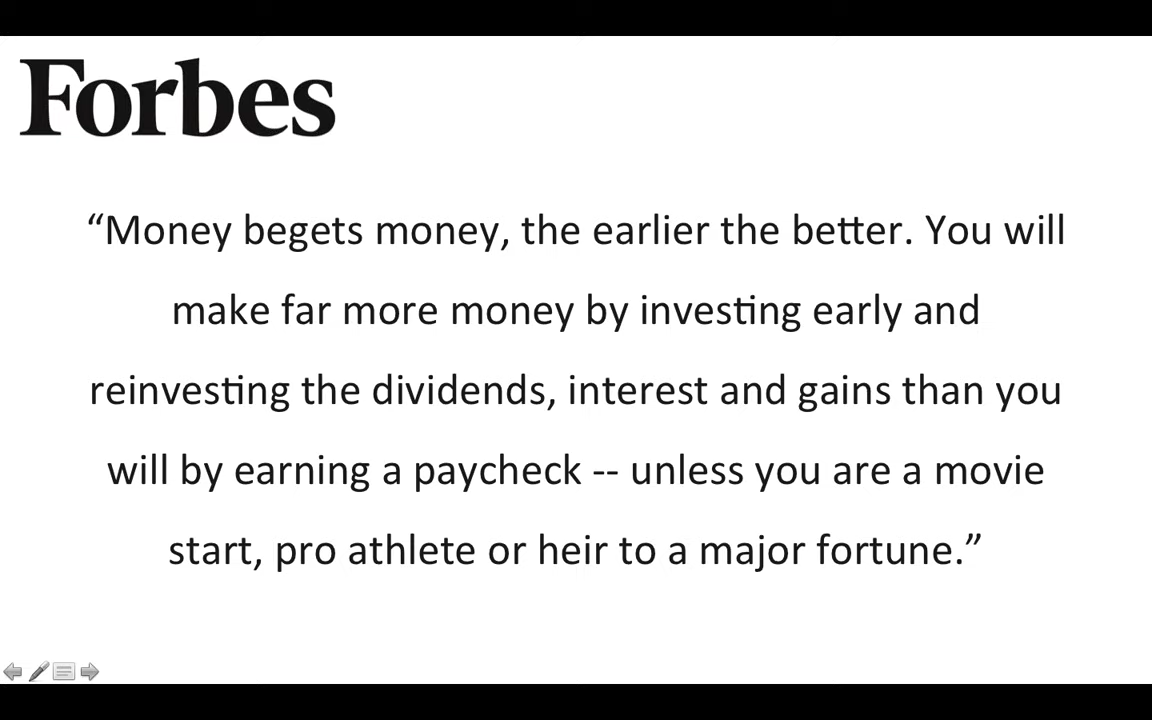 Forbes
“Money begets money, the earlier the better. You will
make far more money by investing early and
reinvesting the dividends, interest and gains than you
will by earning a paycheck -- unless you are a movie
start, pro athlete or heir to a major fortune.”